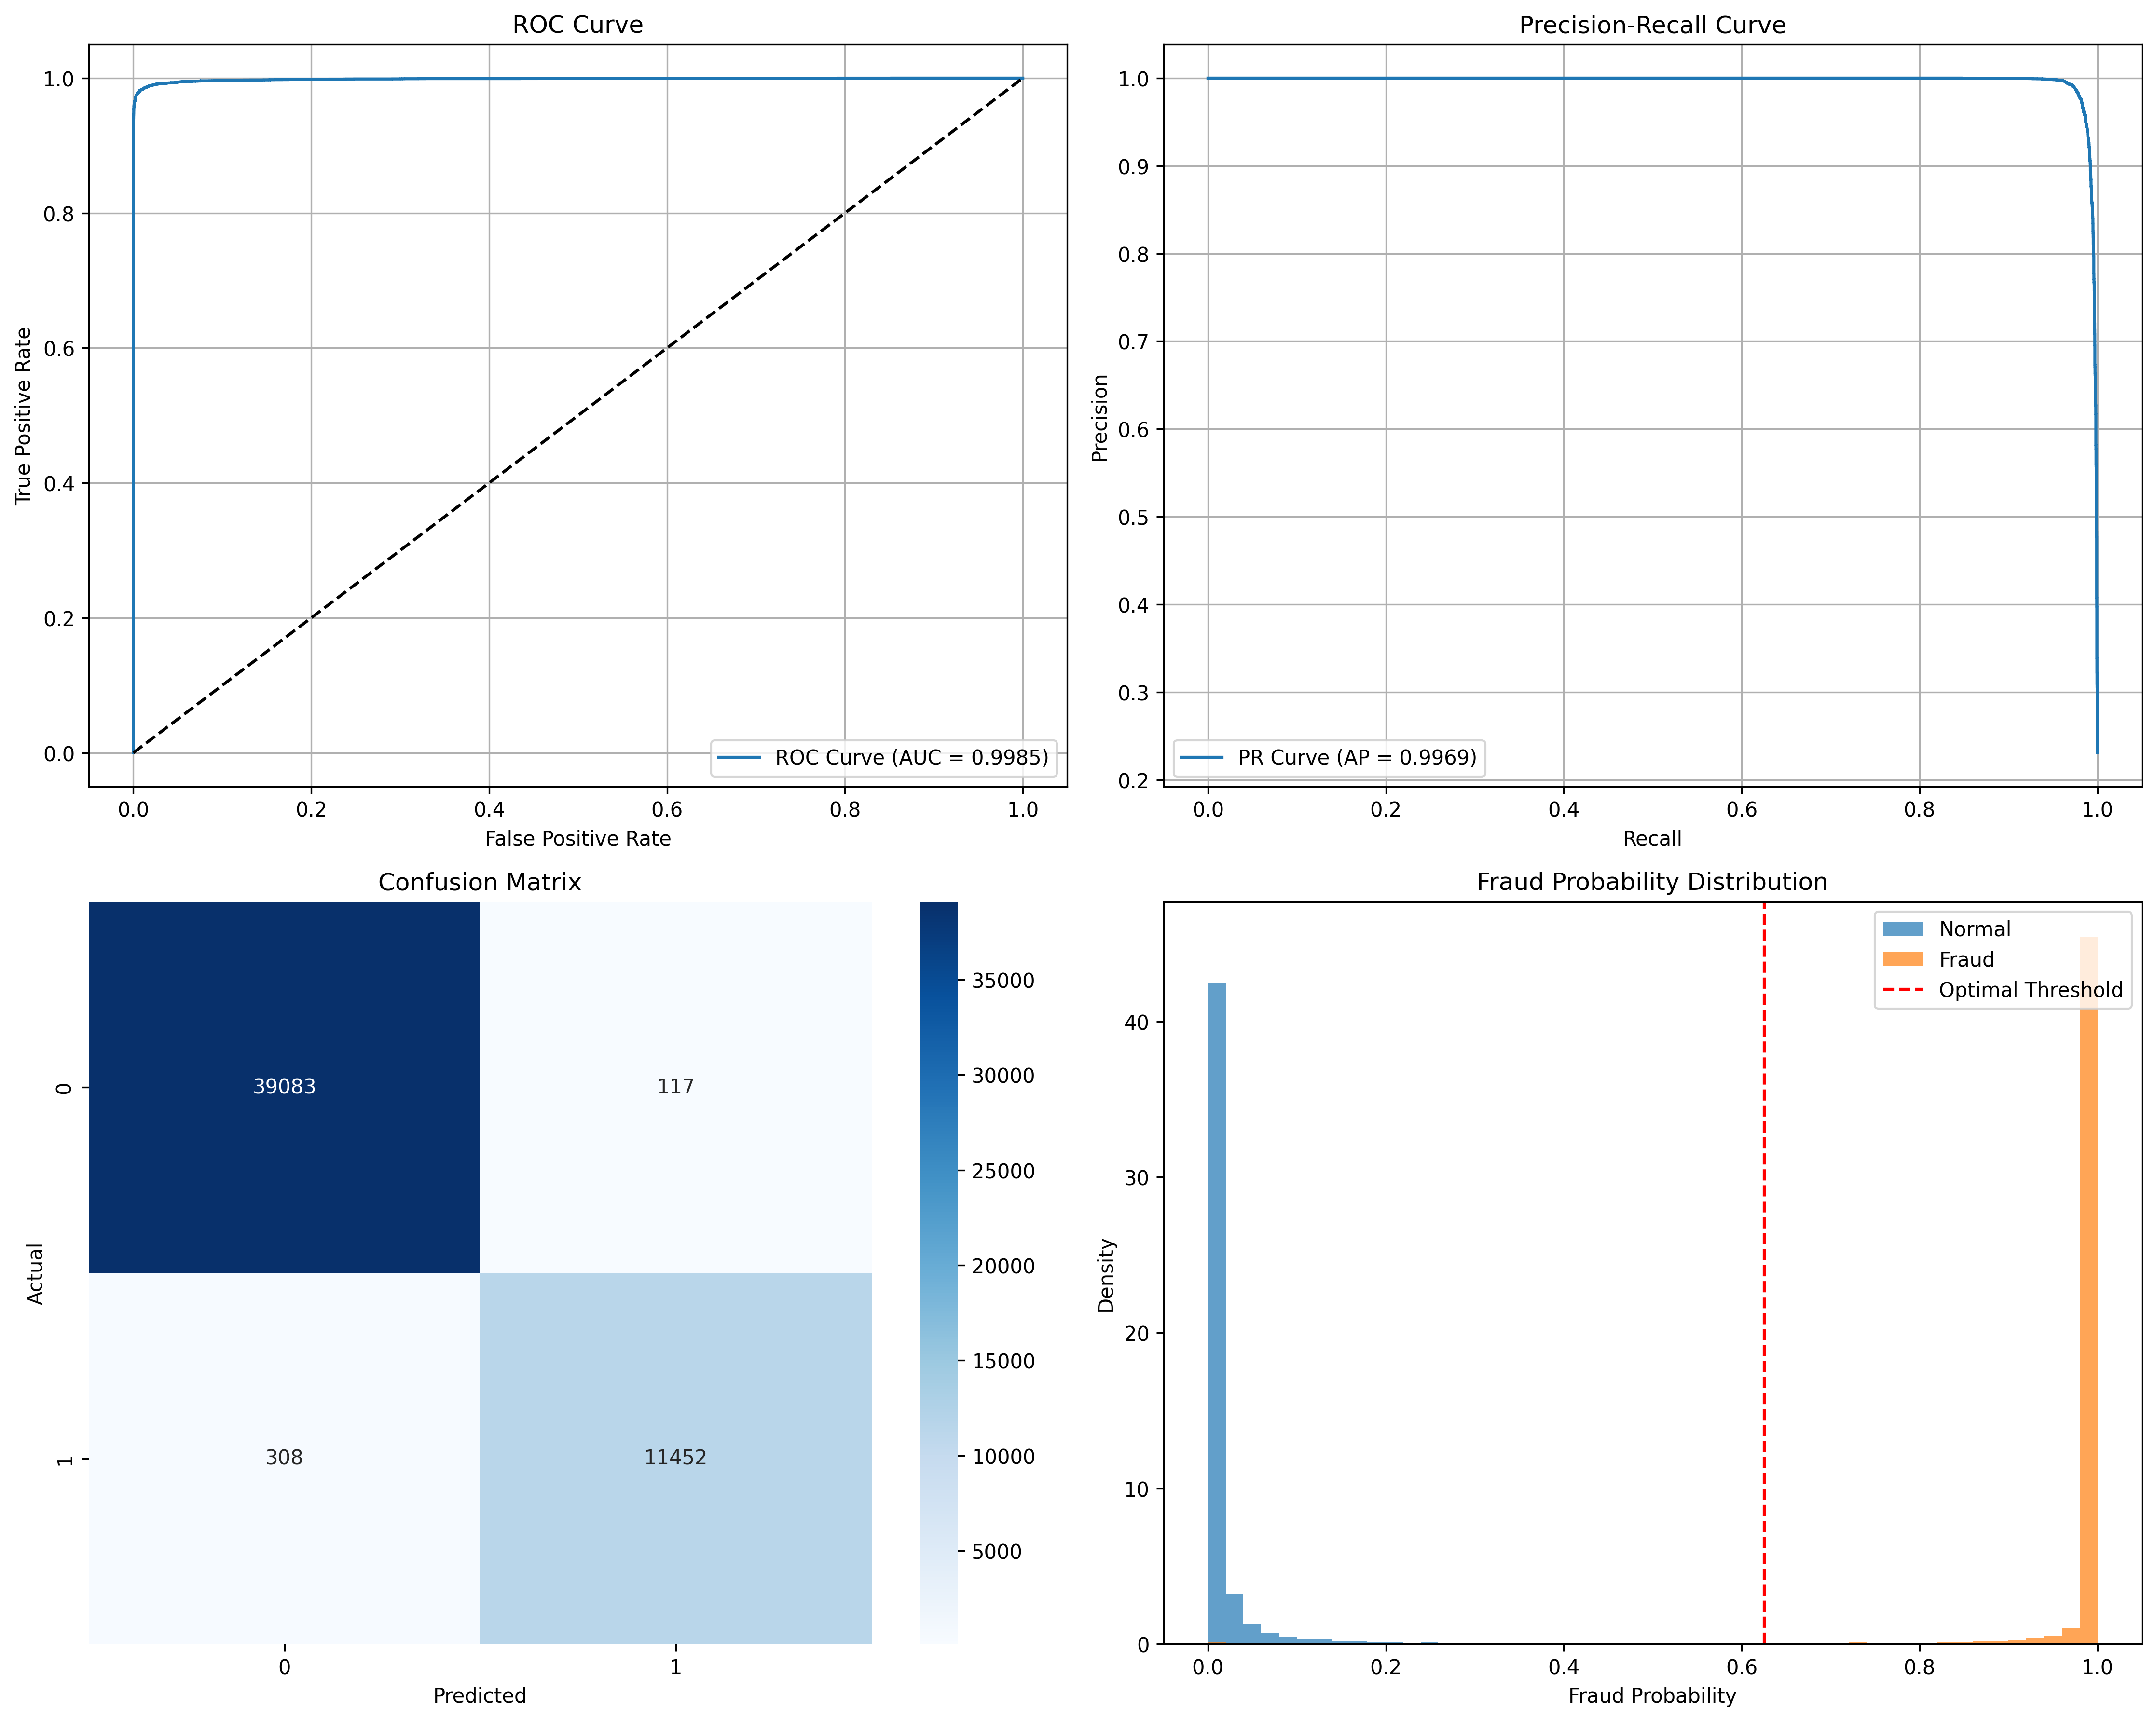 ROC Curve
True Positive Rate
1.0
0.8
0.6
0.4
0.2
0.0
ROC Curve (AUC = 0.9985)
0.0 0.2 0.4 0.6 0.8 1.0
False Positive Rate
Precision-Recall Curve
Precision
1.0
0.9
0.8
0.7
0.6
0.5
0.4
0.3
0.2
PR Curve (AP = 0.9969)
0.0 0.2 0.4 0.6 0.8 1.0
Recall
Confusion Matrix
Actual
0
1
39083 117
308 11452
0 1
Predicted
35000
30000
25000
20000
15000
10000
5000
Fraud Probability Distribution
Normal
Fraud
Optimal Threshold
Density
40
30
20
10
0
0.0 0.2 0.4 0.6 0.8 1.0
Fraud Probability